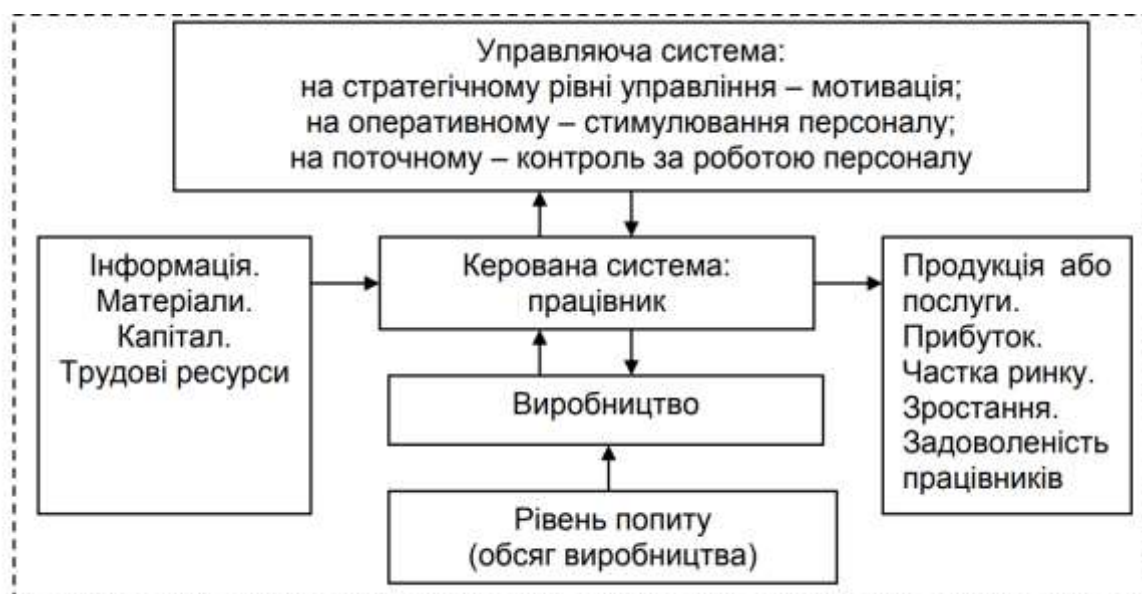 Управляюча система:
на стратегічному рівні управління – мотивація;
на оперативному – стимулювання персоналу;
на поточному – контроль за роботою персоналу
Інформація.
Матеріали.
Капітал.
Трудові ресурси
Керована система:
працівник
Продукція або
послуги.
Прибуток.
Частка ринку.
Зростання.
Задоволеність
працівників
Виробництво
Рівень попиту
(обсяг виробництва)